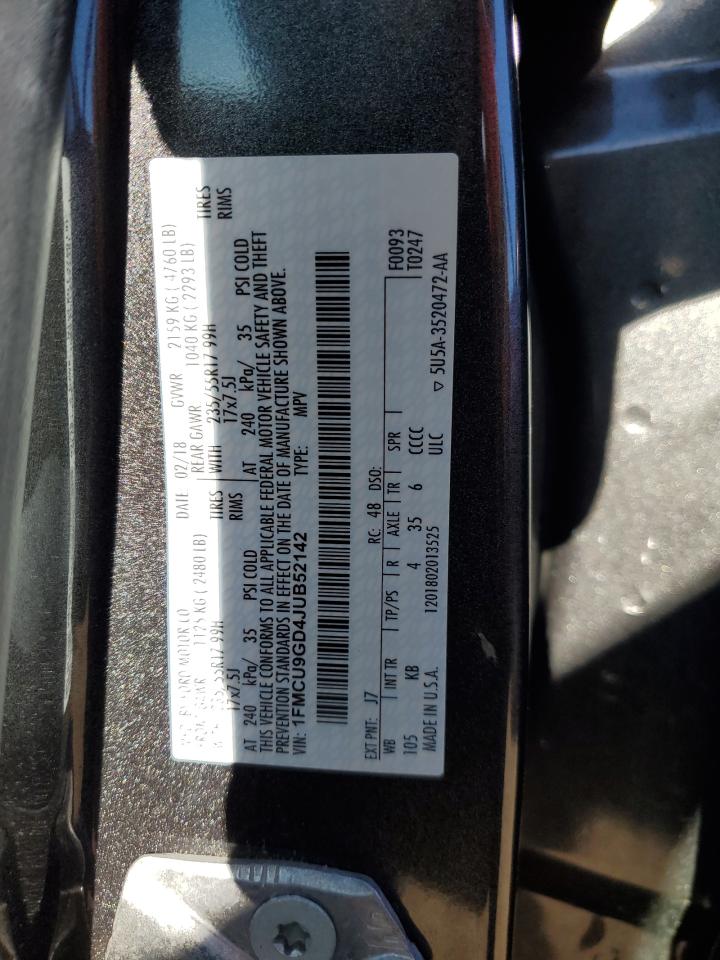 MOTOR CO DATE 02/18 GVWR 2159 KG ( 4760 LB)
1125 KG ( 2480 LB) REAR GAWR 1040 KG ( 2293 LB)
235/55R17 99H TIRES WITH 235/55R17 99H TIRES
17x7.5J RIMS 17x7.5J RIMS
AT 240 kPa/ 35 PSI COLD AT 240 kPa/ 35 PSI COLD
THIS VEHICLE CONFORMS TO ALL APPLICABLE FEDERAL MOTOR VEHICLE SAFETY AND THEFT
PREVENTION STANDARDS IN EFFECT ON THE DATE OF MANUFACTURE SHOWN ABOVE.
VIN: 1FMCU9GD4JUB52142 TYPE: MPV
EXT PNT: J7 RC: 48 DSO: F0093
WB INT TR TP/PS R AXLE TR SPR T0247
105 KB 4 35 6 CCCC
MADE IN U.S.A. 1201802013525 UILC ▽ 5U5A-3520472-AA